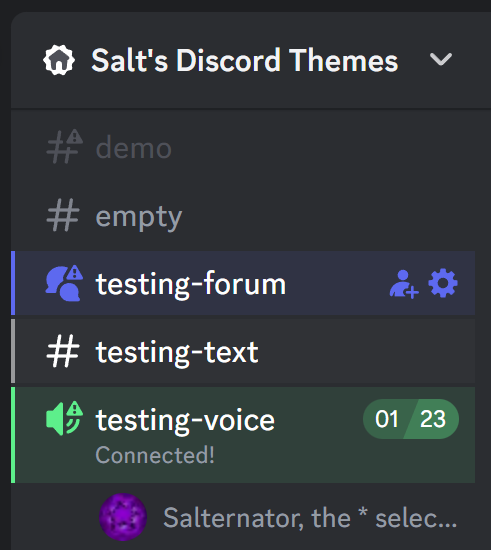 Salt's Discord Themes
demo
empty
testing-forum
testing-text
testing-voice
01 23
Connected!
Salternator, the * selec...